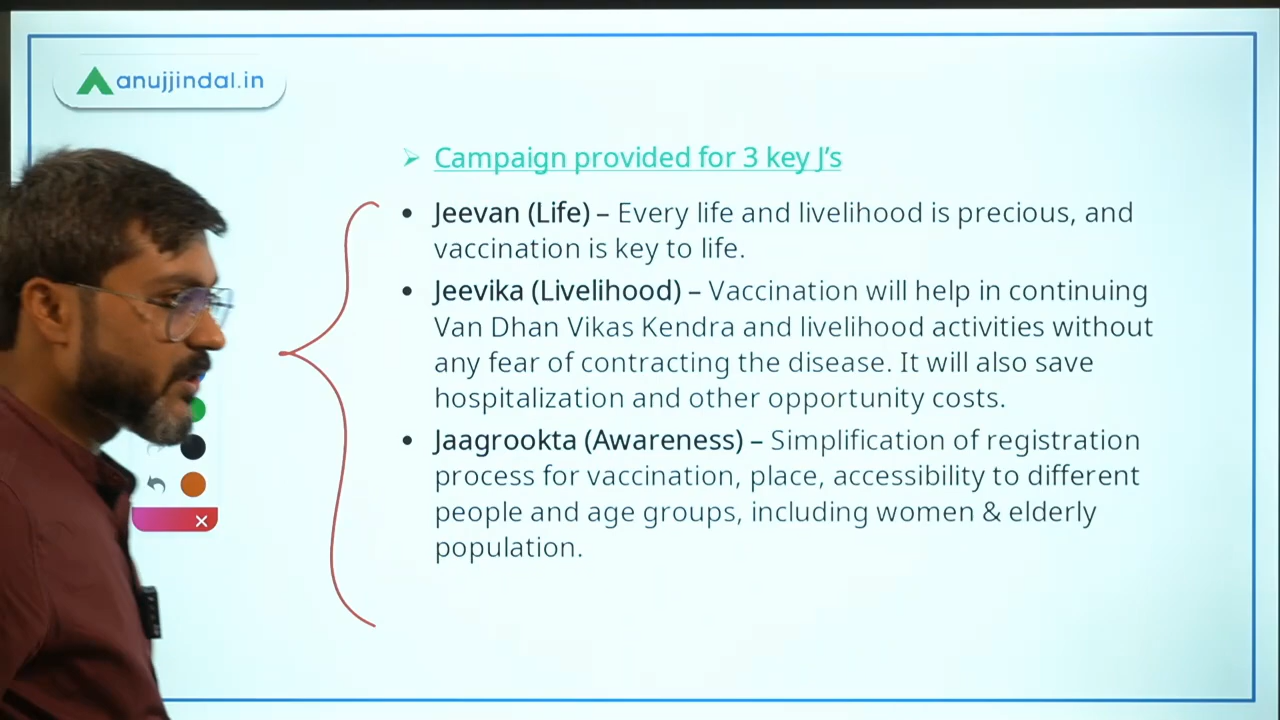 anujjindal.in
➢ Campaign provided for 3 key J’s
• Jeevan (Life) – Every life and livelihood is precious, and
vaccination is key to life.
• Jeevika (Livelihood) – Vaccination will help in continuing
Van Dhan Vikas Kendra and livelihood activities without
any fear of contracting the disease. It will also save
hospitalization and other opportunity costs.
• Jaagrookta (Awareness) – Simplification of registration
process for vaccination, place, accessibility to different
people and age groups, including women & elderly
population.